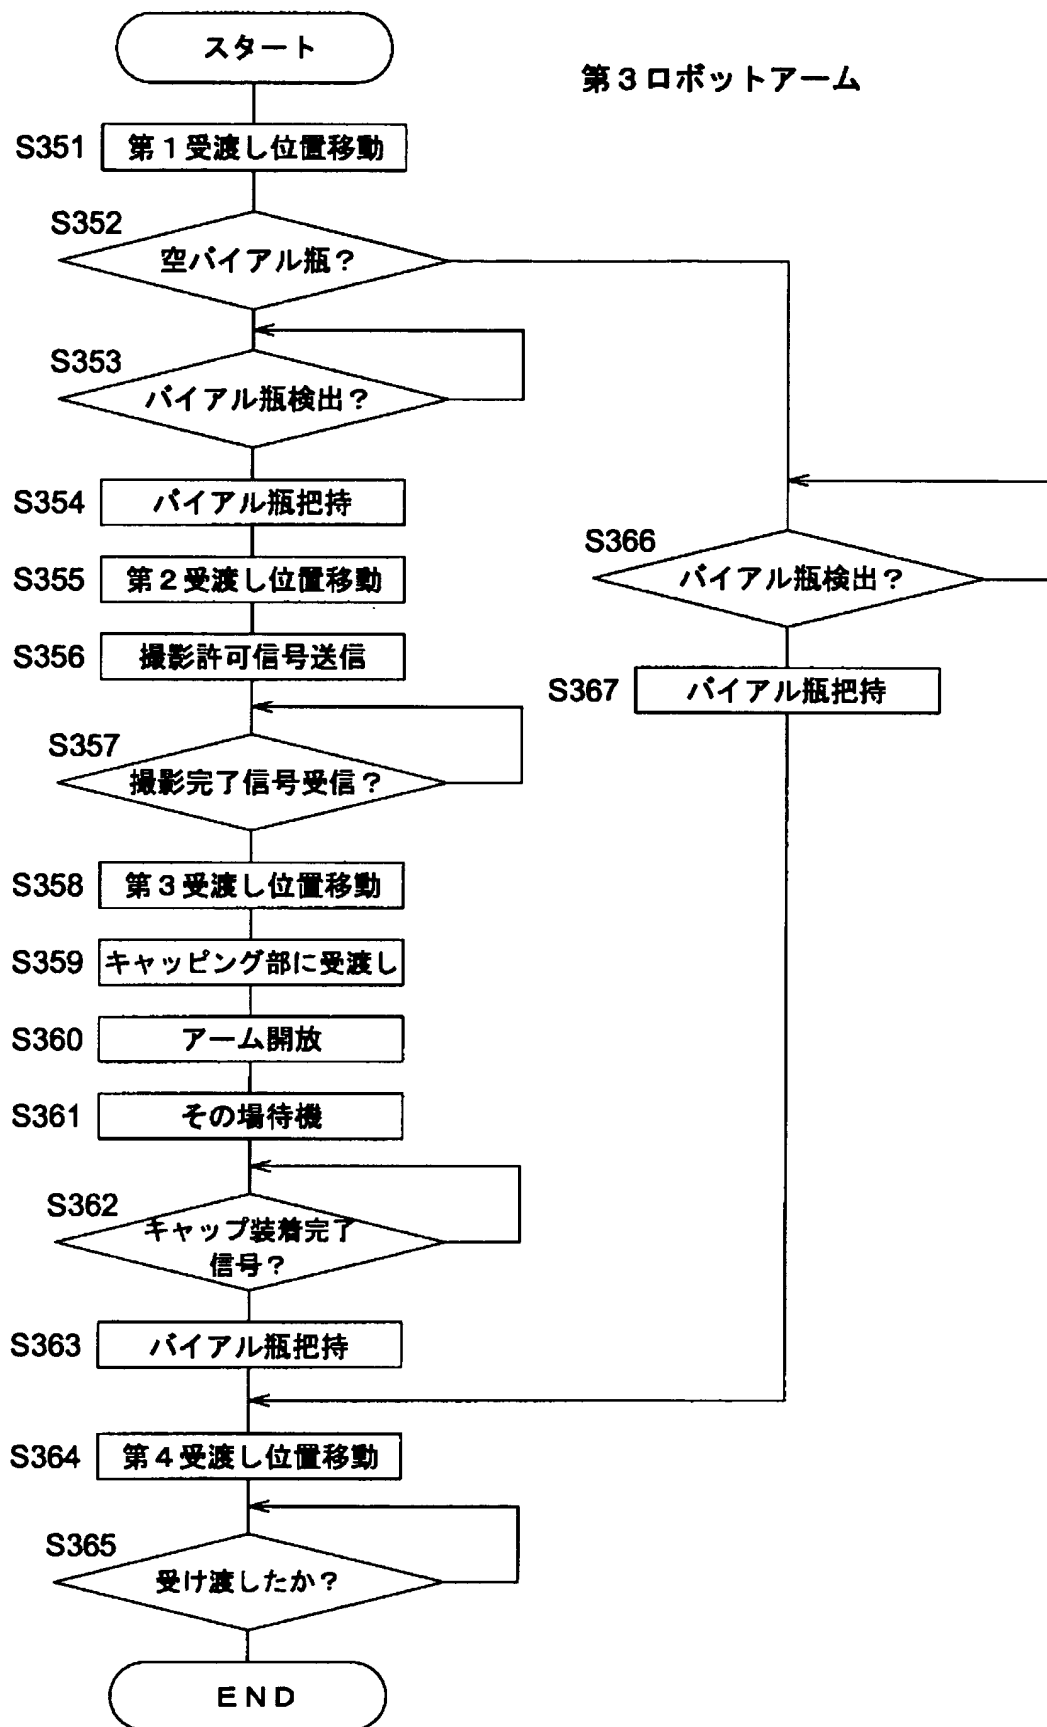 スタート
第3ロボットアーム
S351
第1受渡し位置移動
S352
空バイアル瓶?
S353
バイアル瓶検出?
S354
バイアル瓶把持
S355
第2受渡し位置移動
S356
撮影許可信号送信
S357
撮影完了信号受信?
S358
第3受渡し位置移動
S359
キャッピング部に受渡し
S360
アーム開放
S361
その場待機
S362
キャップ装着完了
信号?
S363
バイアル瓶把持
S364
第4受渡し位置移動
S365
受け渡したか?
END
S366
バイアル瓶検出?
S367
バイアル瓶把持